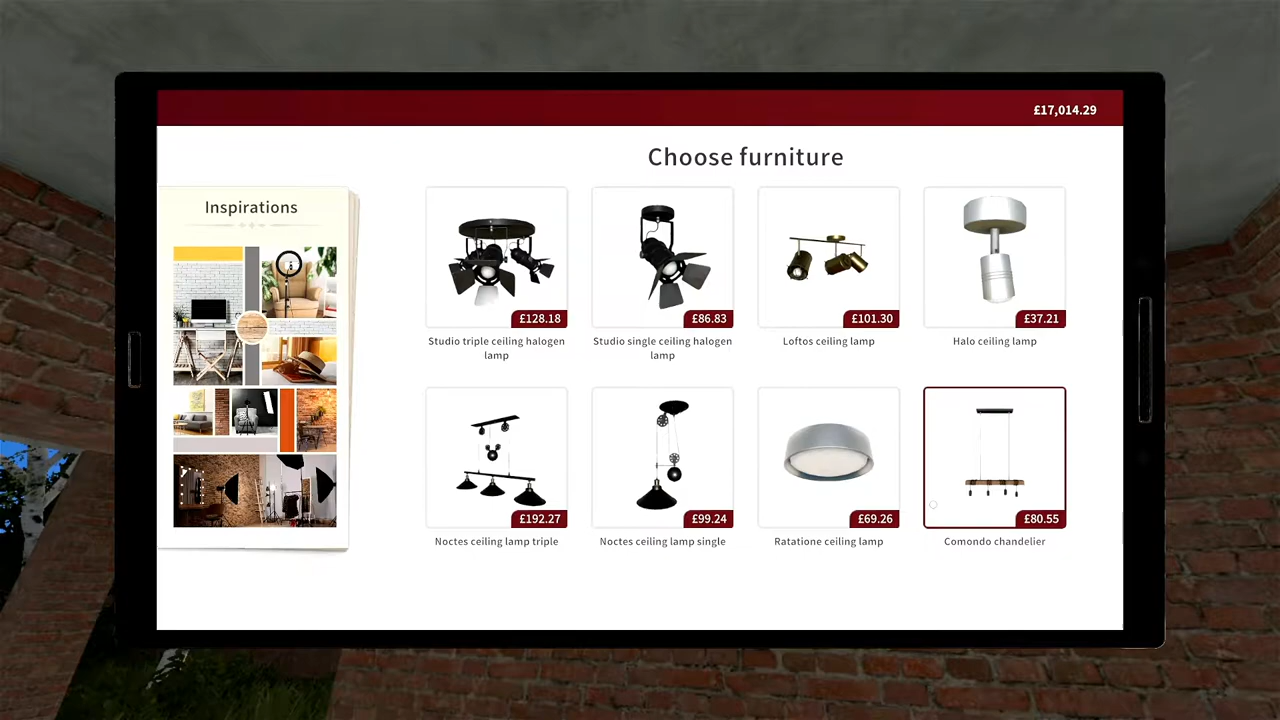 £17,014.29
Choose furniture
Inspirations
£128.18
£86.83
£101.30
£37.21
Studio triple ceiling halogen
lamp
Studio single ceiling halogen
lamp
Loftos ceiling lamp
Halo ceiling lamp
£192.27
£99.24
£69.26
£80.55
Noctes ceiling lamp triple
Noctes ceiling lamp single
Ratatione ceiling lamp
Comondo chandelier